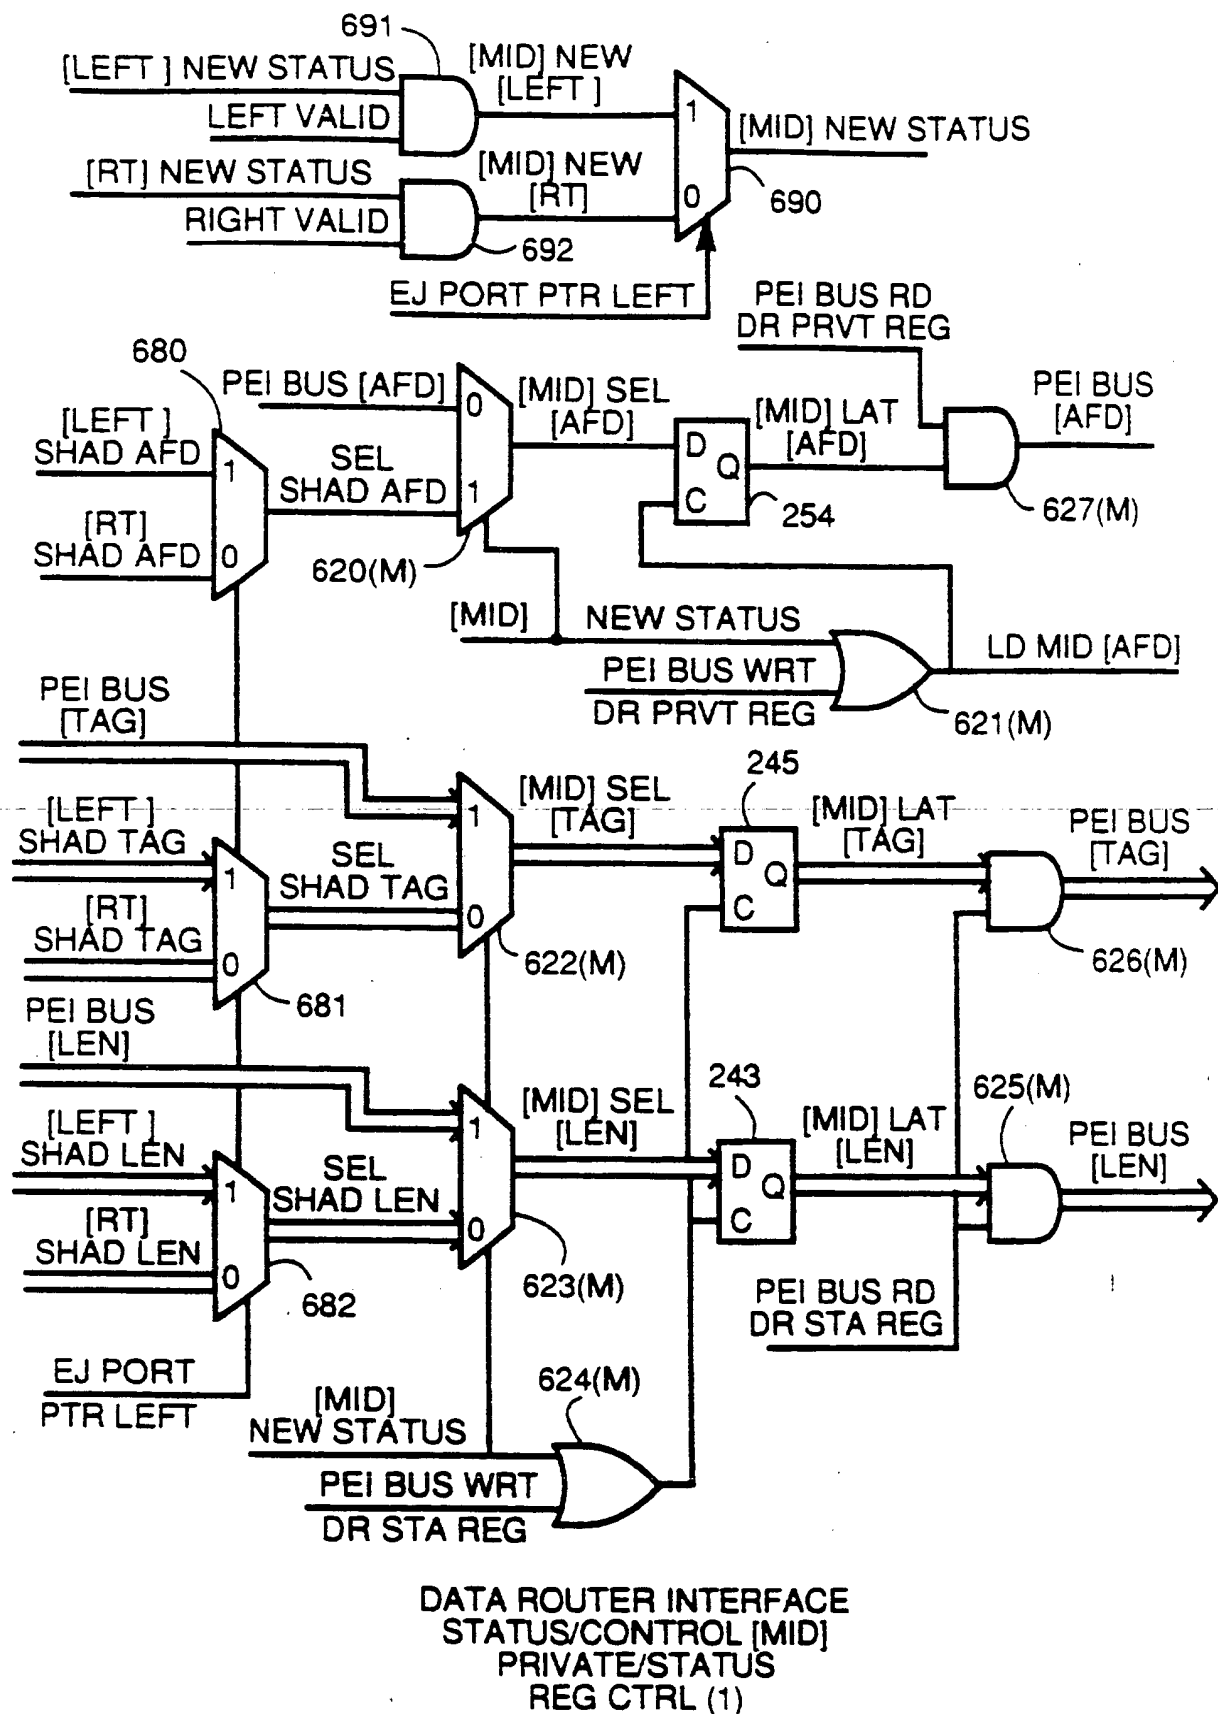 691
[LEFT ] NEW STATUS
[MID] NEW
[LEFT ]
LEFT VALID
1
[MID] NEW STATUS
[RT] NEW STATUS
[MID] NEW
[RT]
0
690
RIGHT VALID
692
EJ PORT PTR LEFT
PEI BUS RD
DR PRVT REG
680
PEI BUS [AFD]
0
[MID] SEL
[AFD]
[MID] LAT
[AFD]
PEI BUS
[AFD]
[LEFT ]
SHAD AFD
1
SEL
SHAD AFD
1
D
Q
C
254
627(M)
[RT]
SHAD AFD
0
620(M)
[MID]
NEW STATUS
PEI BUS WRT
DR PRVT REG
LD MID [AFD]
621(M)
PEI BUS
[TAG]
245
[MID] SEL
[TAG]
1
[MID] LAT
[TAG]
PEI BUS
[TAG]
[LEFT ]
SHAD TAG
1
SEL
SHAD TAG
0
D
Q
C
[RT]
SHAD TAG
0
622(M)
626(M)
681
PEI BUS
[LEN]
243
625(M)
[MID] SEL
[LEN]
1
[MID] LAT
[LEN]
PEI BUS
[LEN]
[LEFT ]
SHAD LEN
1
SEL
SHAD LEN
0
D
Q
C
[RT]
SHAD LEN
0
623(M)
682
PEI BUS RD
DR STA REG
EJ PORT
PTR LEFT
624(M)
[MID]
NEW STATUS
PEI BUS WRT
DR STA REG
DATA ROUTER INTERFACE
STATUS/CONTROL [MID]
PRIVATE/STATUS
REG CTRL (1)